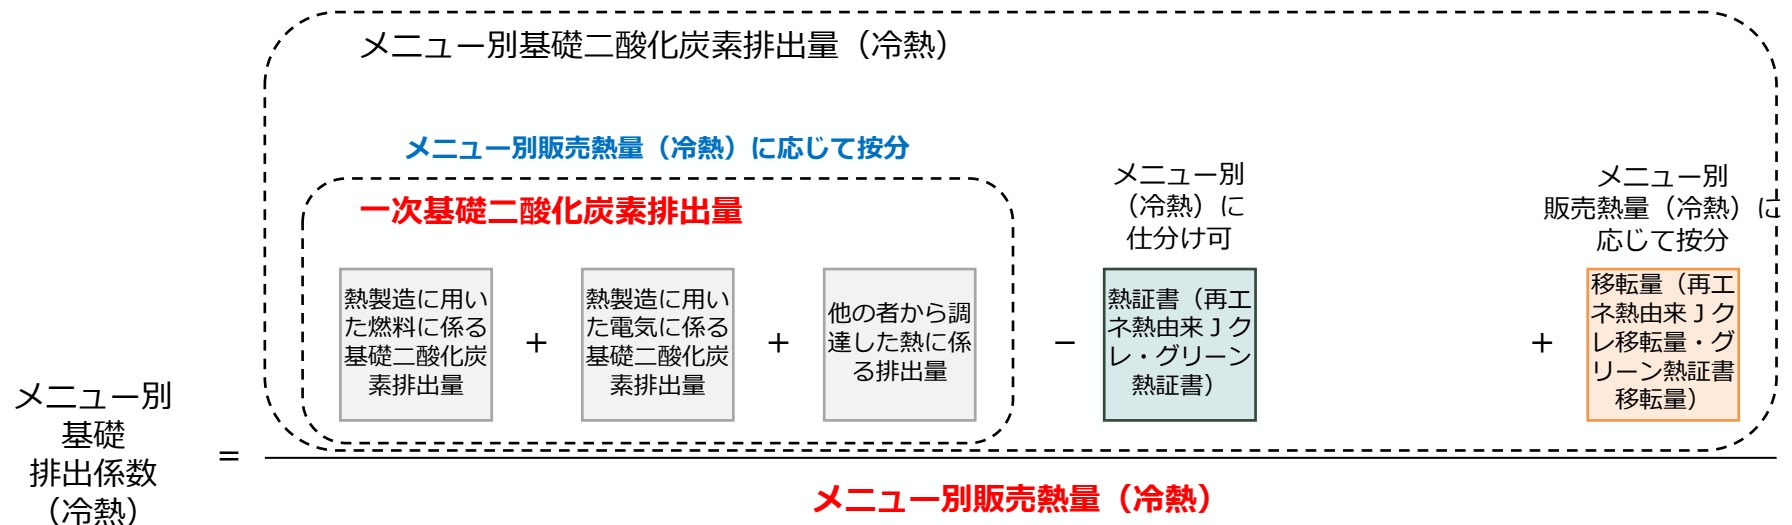 メニュー別基礎二酸化炭素排出量（冷熱）
メニュー別販売熱量（冷熱）に応じて按分
一次基礎二酸化炭素排出量
熱製造に用い
た燃料に係る
基礎二酸化炭
素排出量
＋
熱製造に用い
た電気に係る
基礎二酸化炭
素排出量
＋
他の者から調
達した熱に係
る排出量
－
メニュー別
（冷熱）に
仕分け可
熱証書（再エ
ネ熱由来Ｊク
レ・グリーン
熱証書）
＋
メニュー別
販売熱量（冷熱）に
応じて按分
移転量（再エ
ネ熱由来Ｊク
レ移転量・グ
リーン熱証書
移転量）
メニュー別
基礎
排出係数
（冷熱）
＝
メニュー別販売熱量（冷熱）